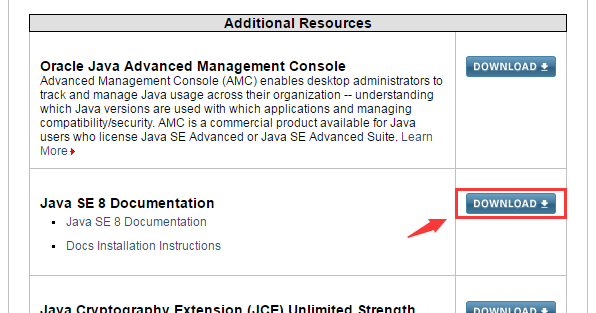 Additional Resources
Oracle Java Advanced Management Console
Advanced Management Console (AMC) enables desktop administrators to
track and manage Java usage across their organization -- understanding
which Java versions are used with which applications and managing
compatibility/security. AMC is a commercial product available for Java
users who license Java SE Advanced or Java SE Advanced Suite. Learn
More
DOWNLOAD
Java SE 8 Documentation
Java SE 8 Documentation
Docs Installation Instructions
DOWNLOAD
Java Cryptography Extension (JCE) Unlimited Strength
DOWNLOAD